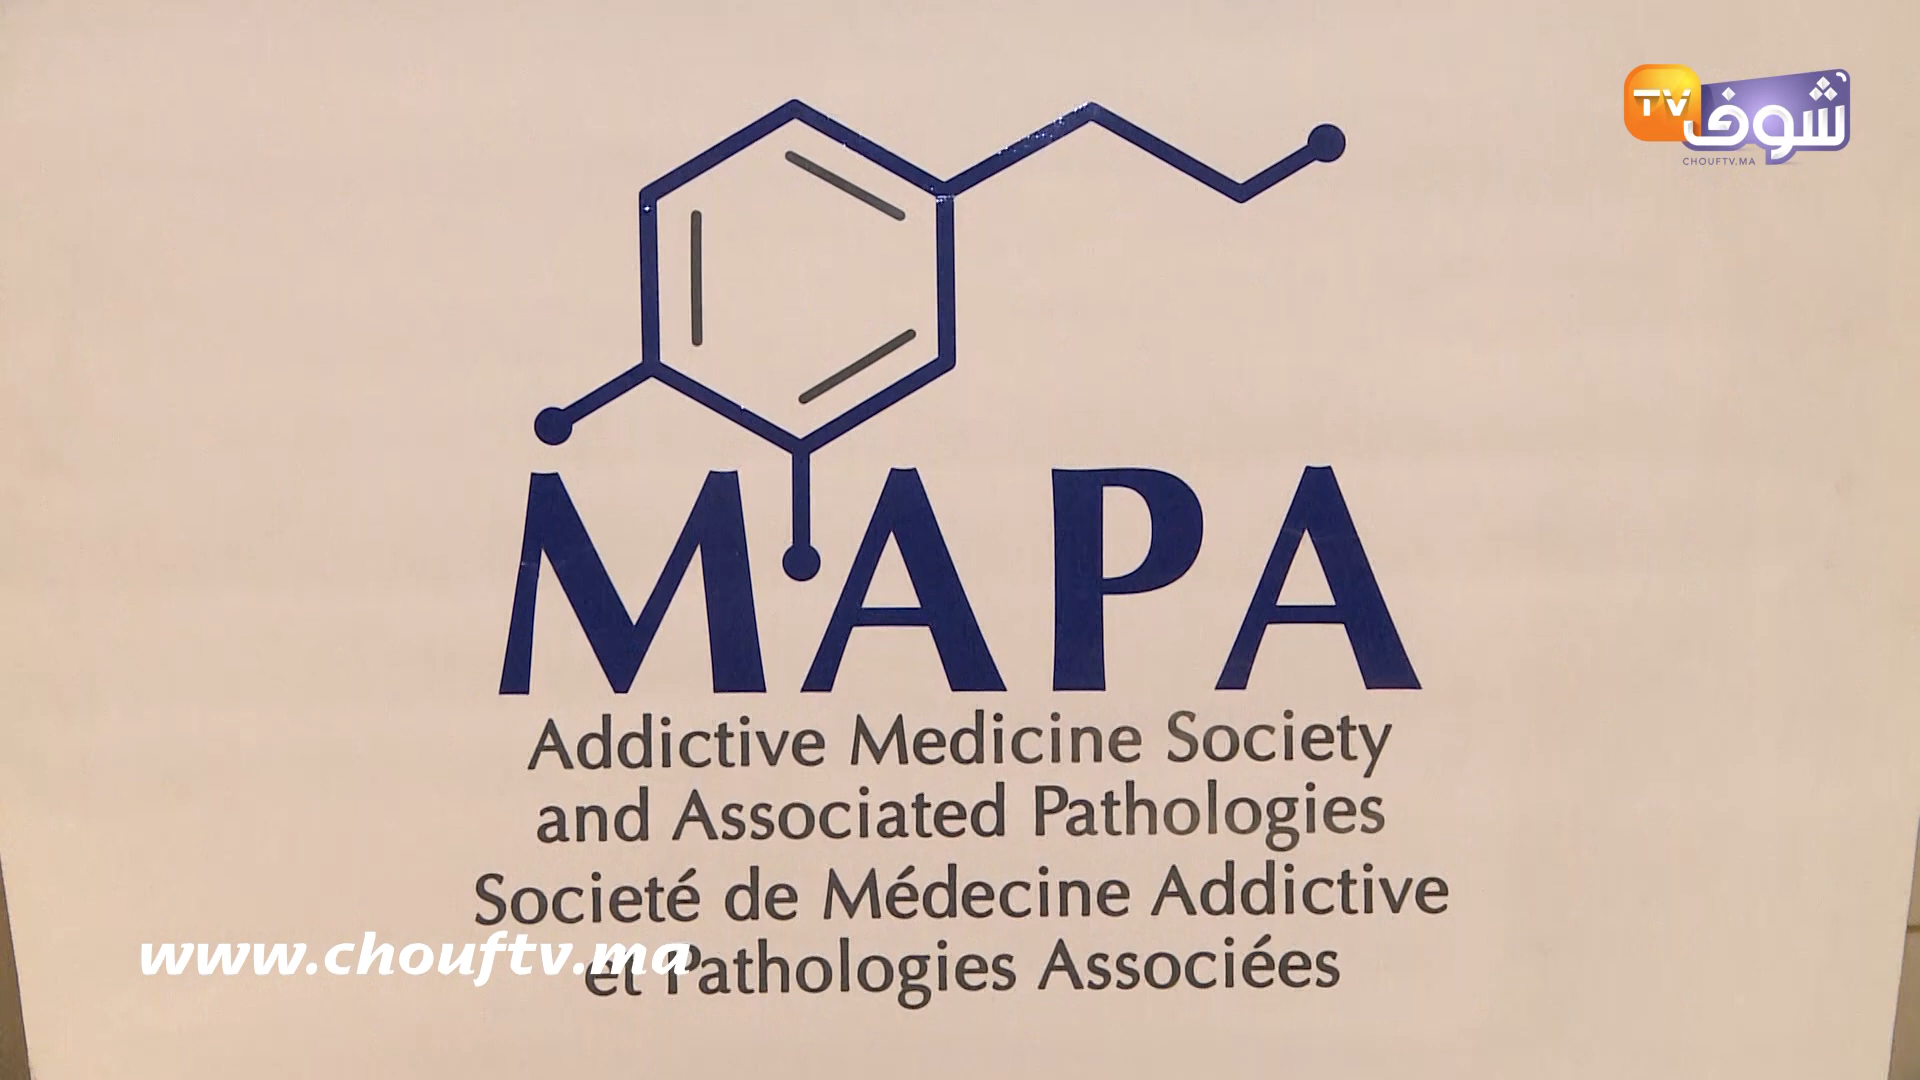 TV شوف
CHOUFTV.MA
MAPA
Addictive Medicine Society
and Associated Pathologies
Societé de Médecine Addictive
et Pathologies Associées
www.chouftv.ma